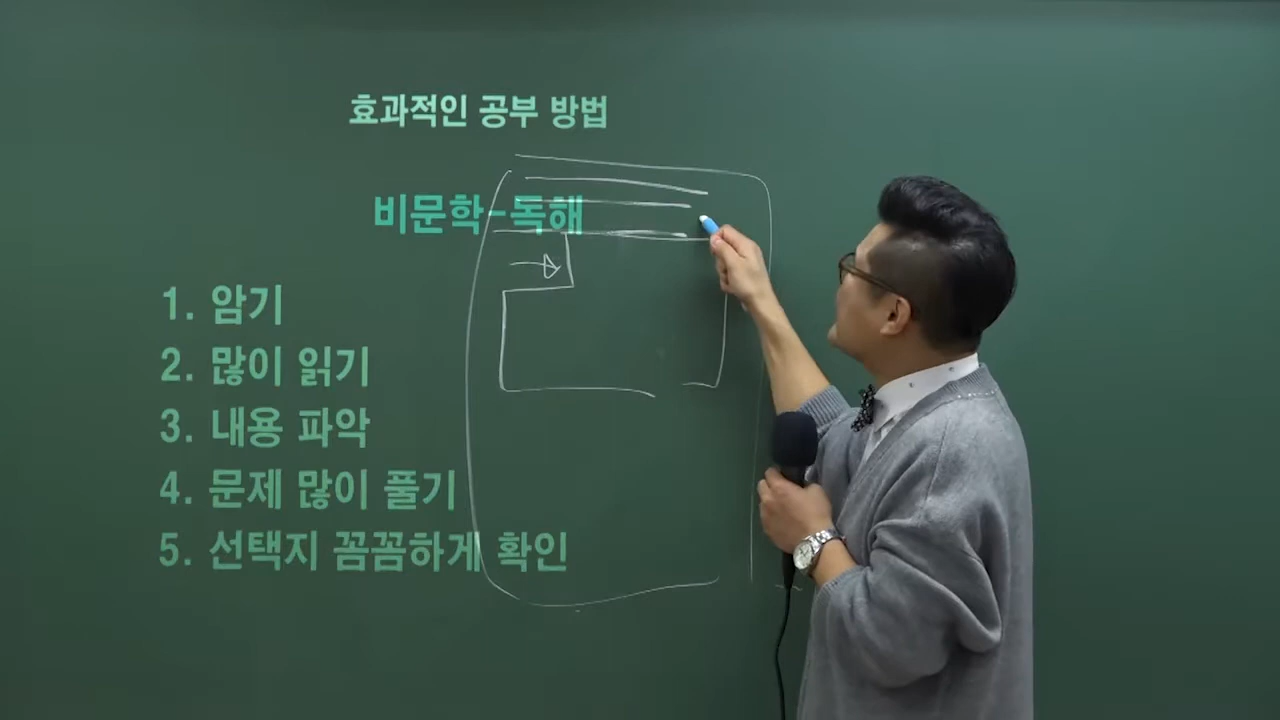 효과적인 공부 방법
비문학-독해
1. 암기
2. 많이 읽기
3. 내용 파악
4. 문제 많이 풀기
5. 선택지 꼼꼼하게 확인